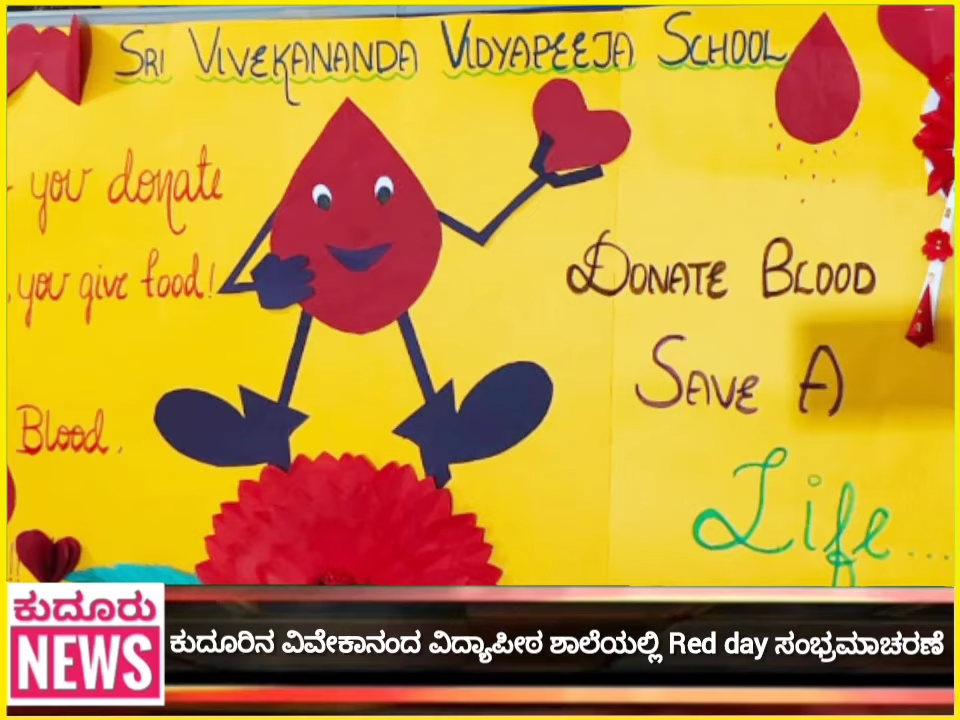 SRI VIVEKANANDA VIDYAPEEJA SCHOOL
you donate
you give food!
Blood.
DONATE BLOOD
SAVE A
Life...
ಕುದೂರು
NEWS
ಕುದೂರಿನ ವಿವೇಕಾನಂದ ವಿದ್ಯಾಪೀಠ ಶಾಲೆಯಲ್ಲಿ Red day ಸಂಭ್ರಮಾಚರಣೆ